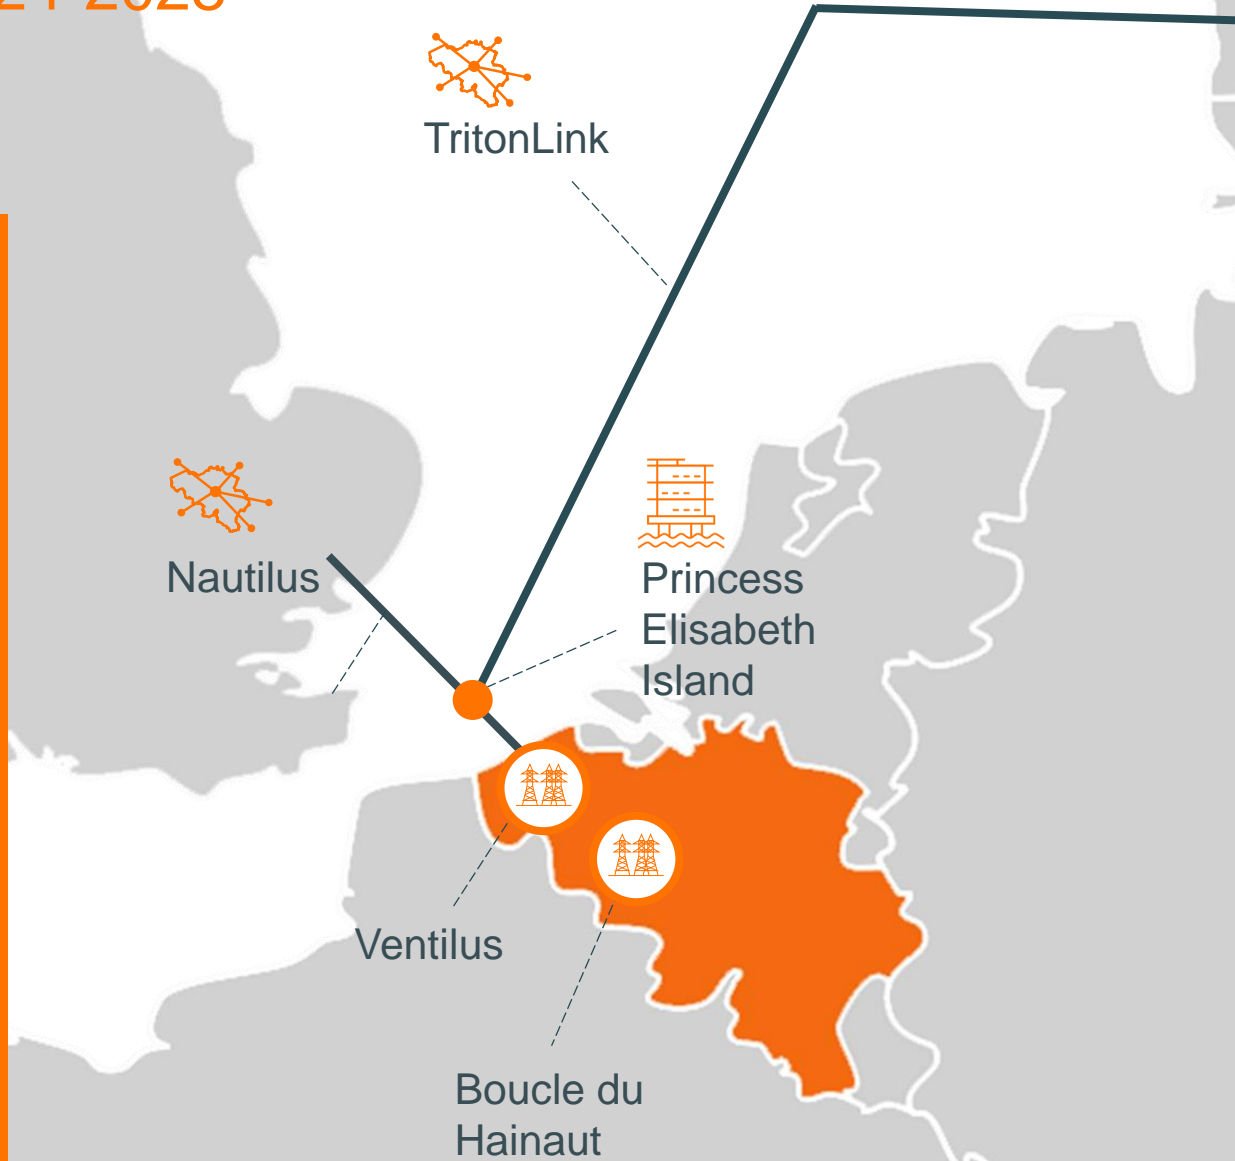 TritonLink
Nautilus
Princess
Elisabeth
Island
Ventilus
Boucle du
Hainaut